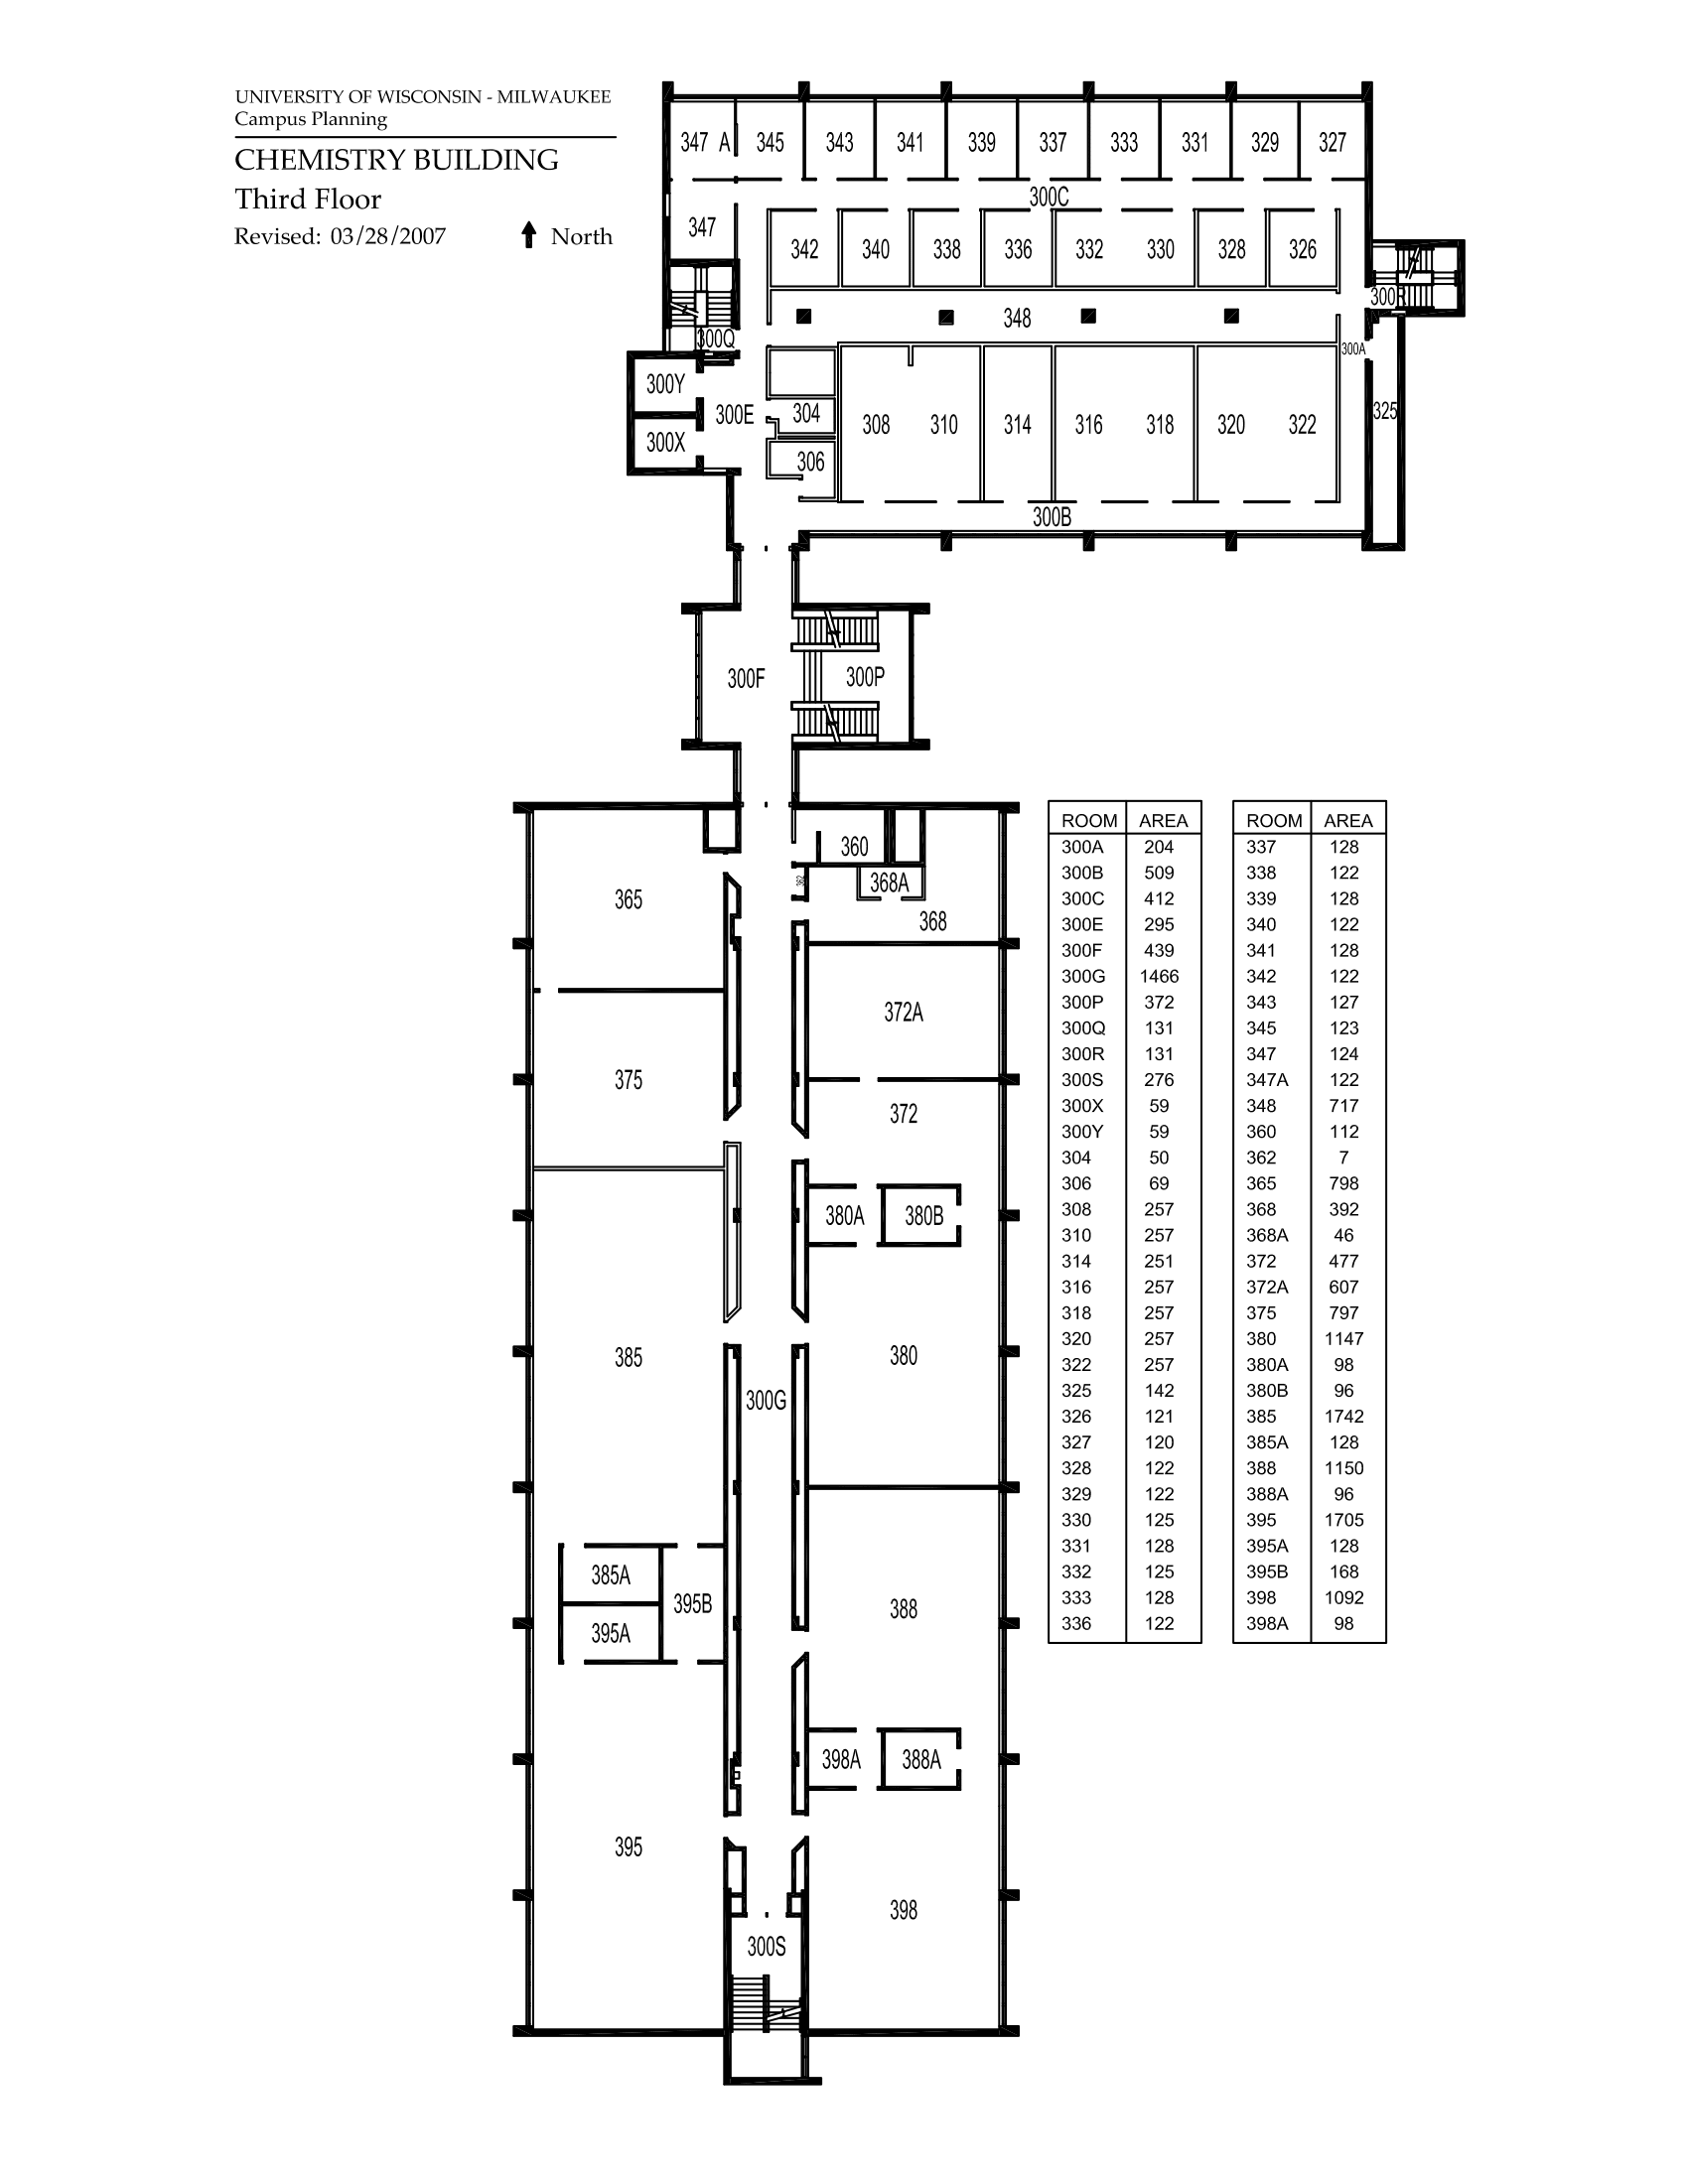 UNIVERSITY OF WISCONSIN - MILWAUKEE
Campus Planning
CHEMISTRY BUILDING
Third Floor
Revised: 03/28/2007 North
347 A 345 343 341 339 337 333 331 329 327
300C
347
342 340 338 336 332 330 328 326
300R
348
300Q
300A
300Y
300E
304
308 310 314 316 318 320 322
325
300X
306
300B
300F
300P
360
362
368A
365
368
372A
375
372
380A 380B
385
380
300G
385A
395B
395A
388
398A 388A
395
398
300S
ROOM AREA
300A 204
300B 509
300C 412
300E 295
300F 439
300G 1466
300P 372
300Q 131
300R 131
300S 276
300X 59
300Y 59
304 50
306 69
308 257
310 257
314 251
316 257
318 257
320 257
322 257
325 142
326 121
327 120
328 122
329 122
330 125
331 128
332 125
333 128
336 122
ROOM AREA
337 128
338 122
339 128
340 122
341 128
342 122
343 127
345 123
347 124
347A 122
348 717
360 112
362 7
365 798
368 392
368A 46
372 477
372A 607
375 797
380 1147
380A 98
380B 96
385 1742
385A 128
388 1150
388A 96
395 1705
395A 128
395B 168
398 1092
398A 98